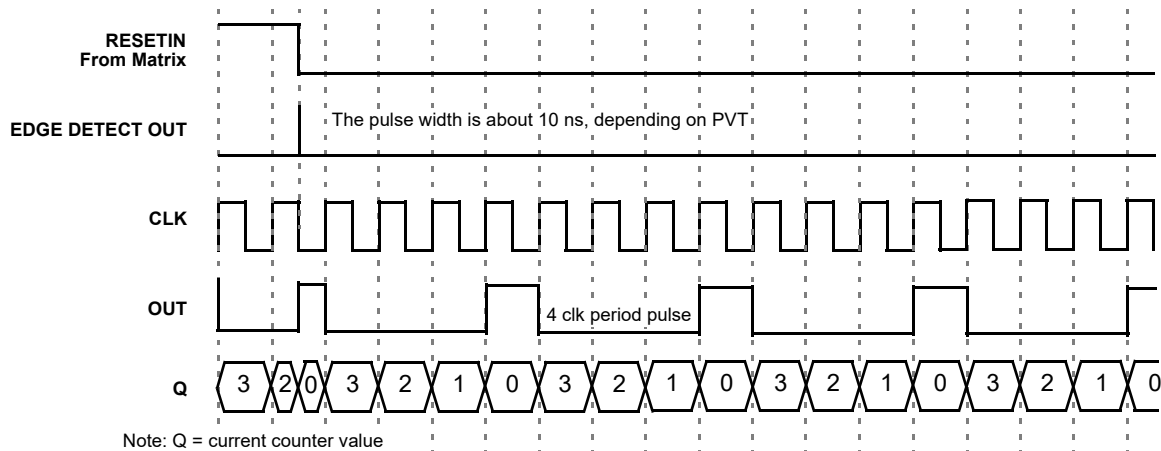 RESETIN
From Matrix
EDGE DETECT OUT
The pulse width is about 10 ns, depending on PVT
CLK
OUT
4 clk period pulse
Q
3 2 0 3 2 1 0 3 2 1 0 3 2 1 0 3 2 1 0
Note: Q = current counter value